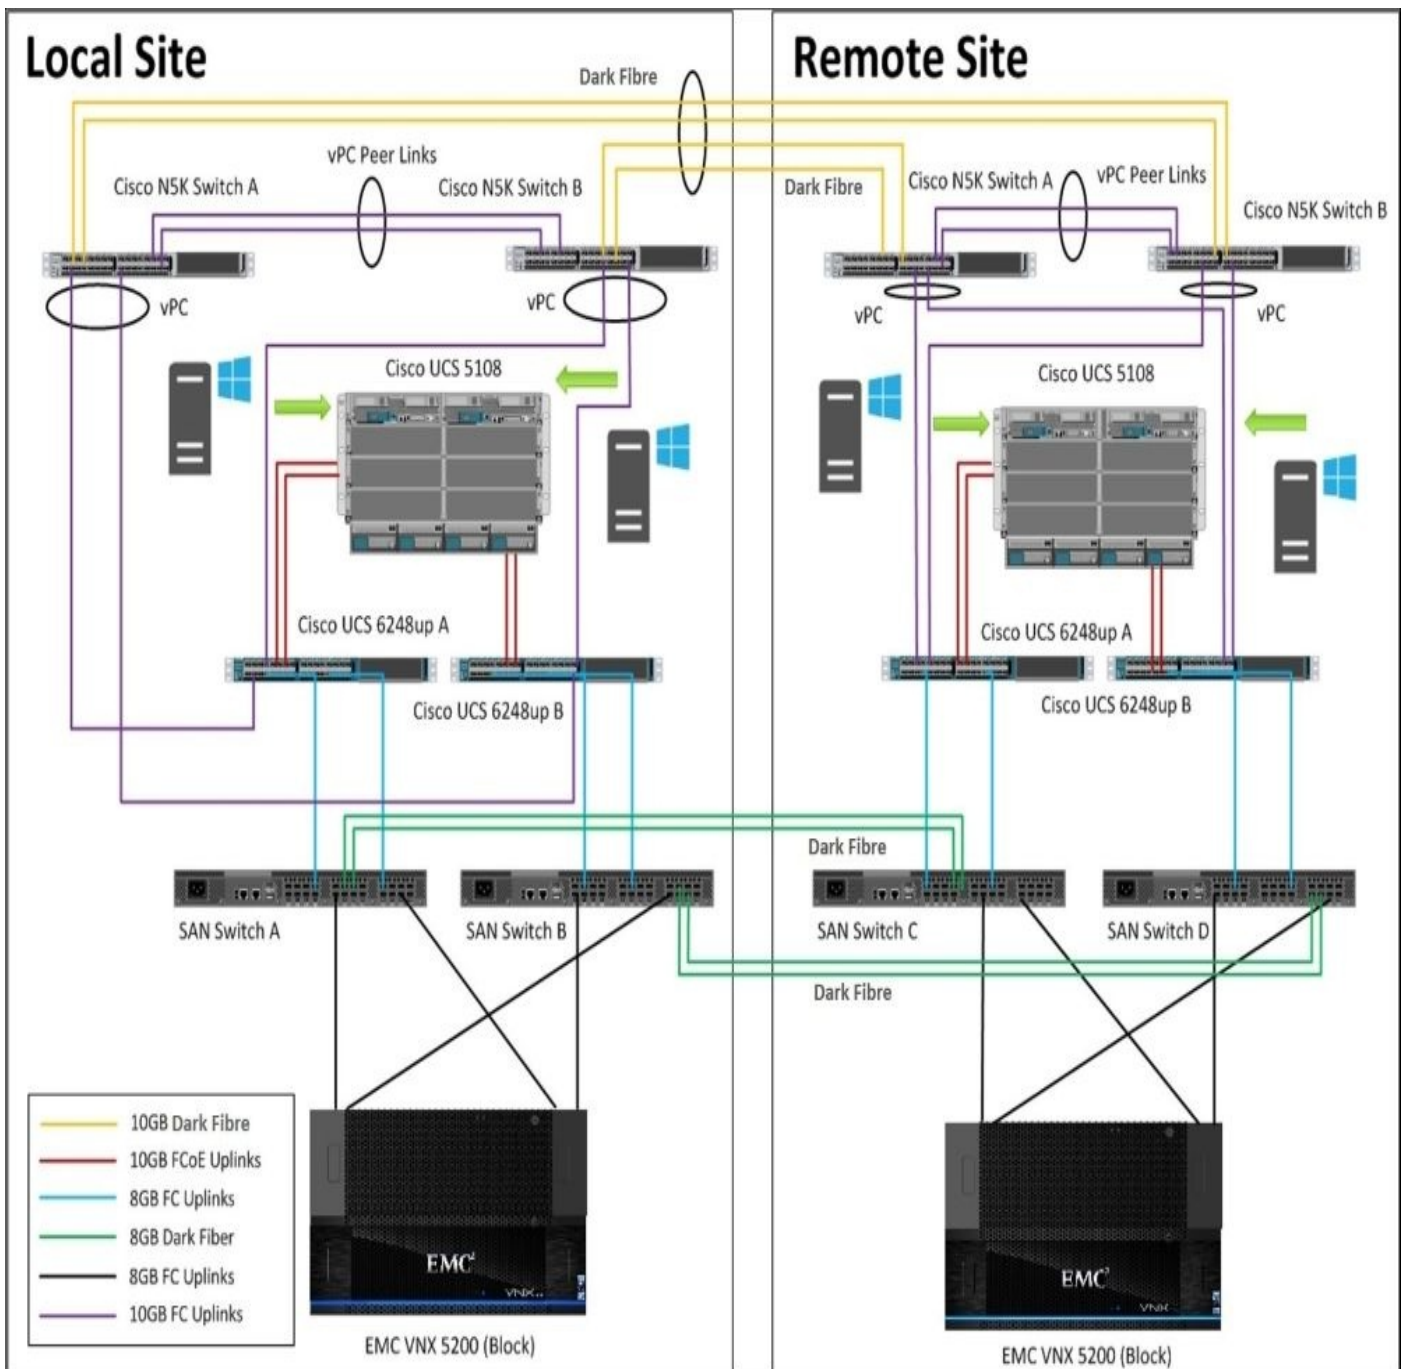 Local Site
Remote Site
Dark Fibre
vPC Peer Links
Cisco N5K Switch A
Cisco N5K Switch B
Dark Fibre
Cisco N5K Switch A
vPC Peer Links
Cisco N5K Switch B
vPC
vPC
vPC
vPC
Cisco UCS 5108
Cisco UCS 5108
Cisco UCS 6248up A
Cisco UCS 6248up B
Cisco UCS 6248up A
Cisco UCS 6248up B
Dark Fibre
SAN Switch A
SAN Switch B
SAN Switch C
SAN Switch D
Dark Fibre
10GB Dark Fibre
10GB FCoE Uplinks
8GB FC Uplinks
8GB Dark Fiber
8GB FC Uplinks
10GB FC Uplinks
EMC²
VNX
EMC VNX 5200 (Block)
EMC²
VNX
EMC VNX 5200 (Block)